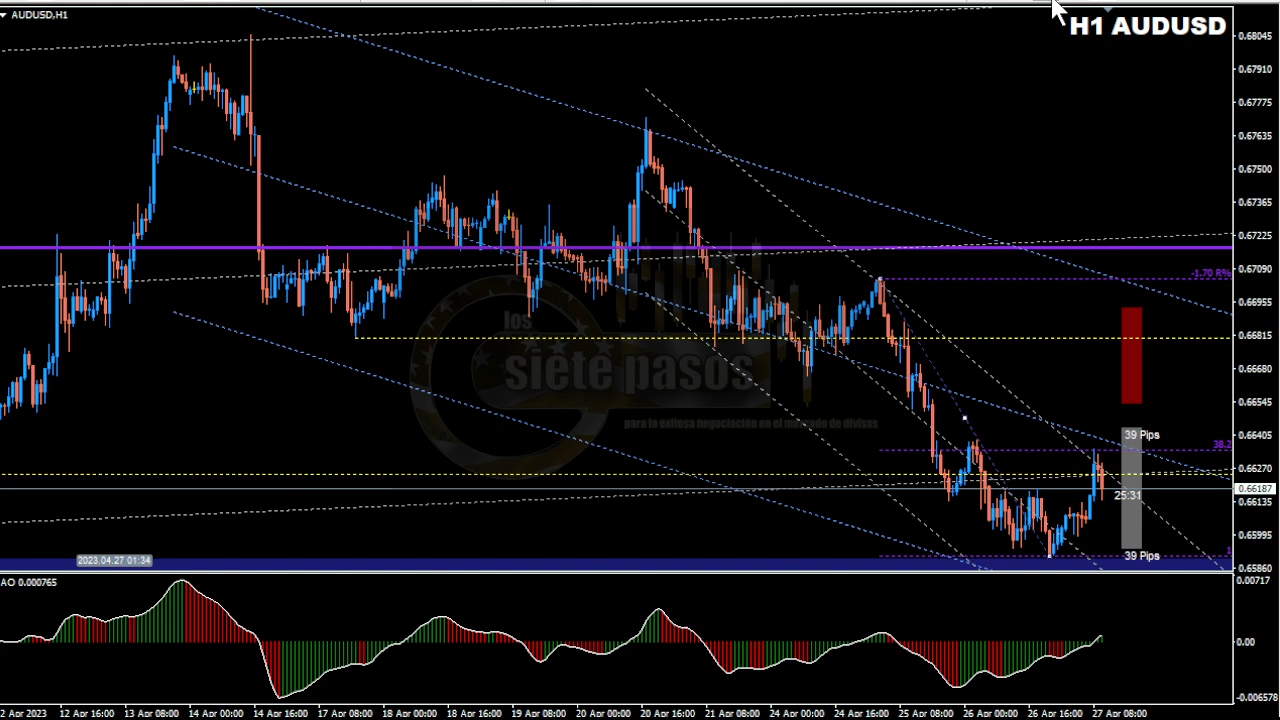 AUDUSD,H1
H1 AUDUSD
0.68045
0.67910
0.67775
0.67635
0.67500
0.67365
0.67225
0.67090
-1.70 R%
0.66955
0.66815
0.66680
0.66545
0.66405
0.66270
0.66187
0.66135
0.65995
0.65860
los
siete pasos
para la exitosa negociación en el mercado de divisas
39 Pips
38.2
25:31
39 Pips
2023.04.27 01:34
AO 0.000765
0.00717
0.00
-0.006578
2 Apr 2023 12 Apr 16:00 13 Apr 08:00 14 Apr 00:00 14 Apr 16:00 17 Apr 08:00 18 Apr 00:00 18 Apr 16:00 19 Apr 08:00 20 Apr 00:00 20 Apr 16:00 21 Apr 08:00 24 Apr 00:00 24 Apr 16:00 25 Apr 08:00 26 Apr 00:00 26 Apr 16:00 27 Apr 08:00